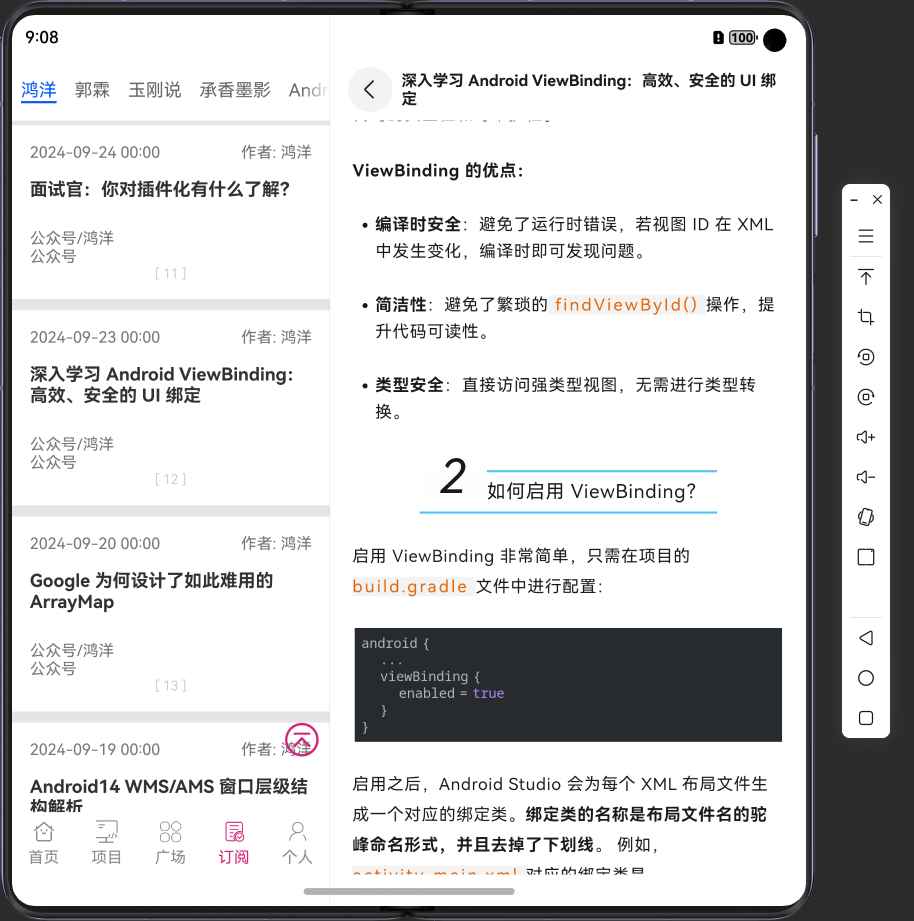 9:08
100
鸿洋 郭霖 玉刚说 承香墨影 And
2024-09-24 00:00 作者: 鸿洋
面试官：你对插件化有什么了解？
公众号/鸿洋
公众号
[ 11 ]
2024-09-23 00:00 作者: 鸿洋
深入学习 Android ViewBinding：
高效、安全的 UI 绑定
公众号/鸿洋
公众号
[ 12 ]
2024-09-20 00:00 作者: 鸿洋
Google 为何设计了如此难用的
ArrayMap
公众号/鸿洋
公众号
[ 13 ]
2024-09-19 00:00 作者: 鸿洋
Android14 WMS/AMS 窗口层级结
构解析
首页 项目 广场 订阅 个人
深入学习 Android ViewBinding：高效、安全的 UI 绑
定
ViewBinding 的优点：
• 编译时安全：避免了运行时错误，若视图 ID 在 XML
中发生变化，编译时即可发现问题。
• 简洁性：避免了繁琐的 findViewById() 操作，提
升代码可读性。
• 类型安全：直接访问强类型视图，无需进行类型转
换。
2 如何启用 ViewBinding？
启用 ViewBinding 非常简单，只需在项目的
build.gradle 文件中进行配置：
android {
...
viewBinding {
enabled = true
}
}
启用之后，Android Studio 会为每个 XML 布局文件生
成一个对应的绑定类。绑定类的名称是布局文件名的驼
峰命名形式，并且去掉了下划线。 例如，
activity_main.xml 对应的绑定类是